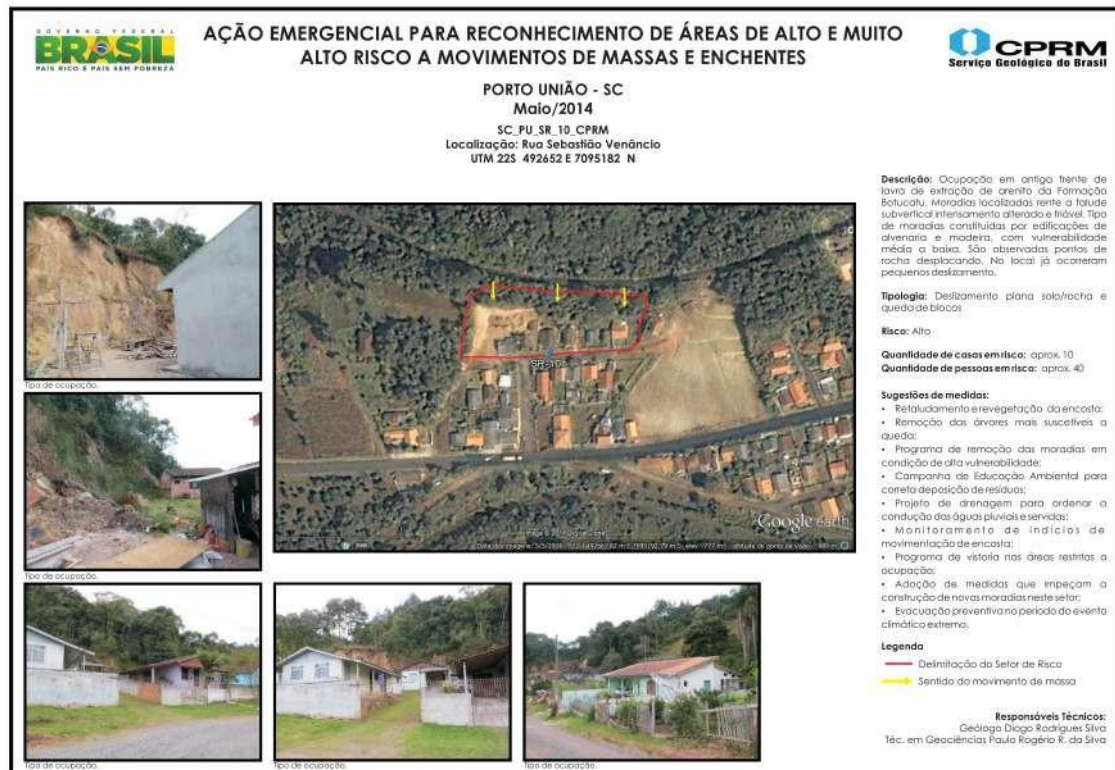 GOVERNO FEDERAL
BRASIL
PAÍS RICO É PAÍS SEM POBREZA
AÇÃO EMERGENCIAL PARA RECONHECIMENTO DE ÁREAS DE ALTO E MUITO
ALTO RISCO A MOVIMENTOS DE MASSAS E ENCHENTES
CPRM
Serviço Geológico do Brasil
PORTO UNIÃO - SC
Maio/2014
SC_PU_SR_10_CPRM
Localização: Rua Sebastião Venâncio
UTM 22S 492652 E 7095182 N
Tipo de ocupação.
Tipo de ocupação.
SR-10
Google earth
Tipo de ocupação.
Tipo de ocupação.
Tipo de ocupação.
Descrição: Ocupação em antiga frente de
lavra de extração de arenito da Formação
Botucatu. Moradias localizadas rente a talude
subvertical intensamento alterado e friável. Tipo
de moradias constituídas por edificações de
alvenaria e madeira, com vulnerabilidade
média a baixa. São observadas pontos de
rocha desplacando. No local já ocorreram
pequenos deslizamento.
Tipologia: Deslizamento plana solo/rocha e
queda de blocos
Risco: Alto
Quantidade de casas em risco: aprox. 10
Quantidade de pessoas em risco: aprox. 40
Sugestões de medidas:
• Retaludamento e revegetação da encosta;
• Remoção das árvores mais suscetíveis a
queda;
• Programa de remoção das moradias em
condição de alta vulnerabilidade;
• Campanha de Educação Ambiental para
correta deposição de resíduos;
• Projeto de drenagem para ordenar a
condução das águas pluviais e servidas;
• Monitoramento de indícios de
movimentação de encosta;
• Programa de vistoria nas áreas restritas a
ocupação;
• Adoção de medidas que impeçam a
construção de novas moradias neste setor;
• Evacuação preventiva no período do evento
climático extremo.
Legenda
Delimitação do Setor de Risco
Sentido do movimento de massa
Responsáveis Técnicos:
Geólogo Diogo Rodrigues Silva
Téc. em Geociências Paulo Rogério R. da Silva